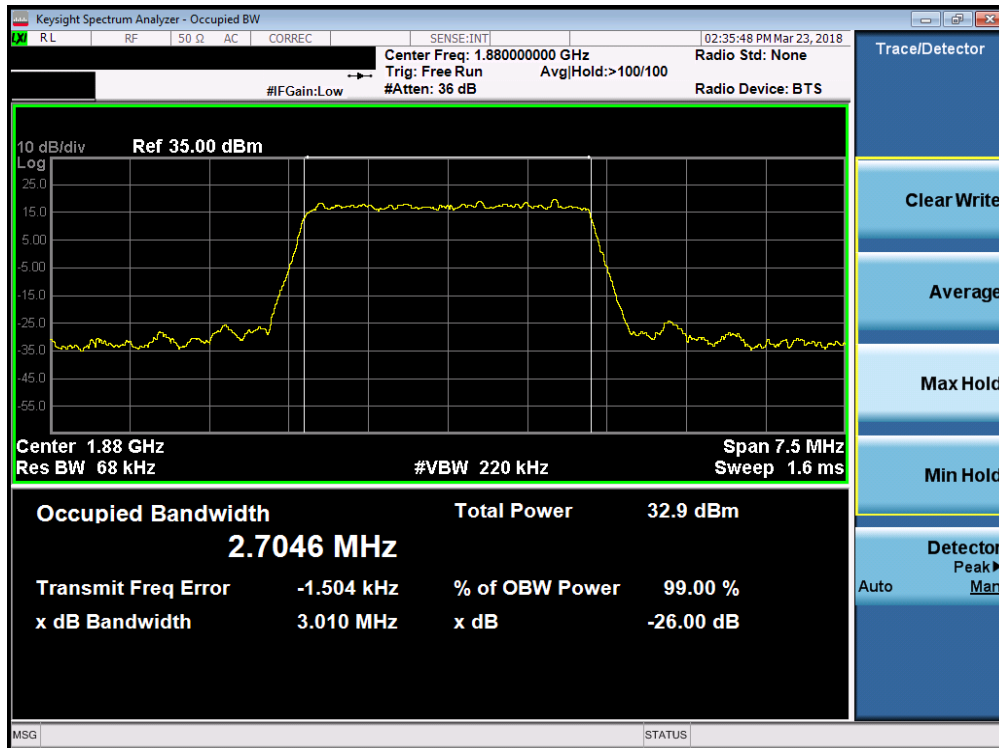 Keysight Spectrum Analyzer - Occupied BW
LXI RL RF 50 Ω AC CORREC SENSE:INT 02:35:48 PM Mar 23, 2018
Center Freq: 1.880000000 GHz Radio Std: None
Trig: Free Run Avg|Hold:>100/100
#IFGain:Low #Atten: 36 dB Radio Device: BTS
10 dB/div Ref 35.00 dBm
Log
25.0
15.0
5.00
-5.00
-15.0
-25.0
-35.0
-45.0
-55.0
Center 1.88 GHz Span 7.5 MHz
Res BW 68 kHz #VBW 220 kHz Sweep 1.6 ms
Occupied Bandwidth Total Power 32.9 dBm
2.7046 MHz
Transmit Freq Error -1.504 kHz % of OBW Power 99.00 %
x dB Bandwidth 3.010 MHz x dB -26.00 dB
MSG STATUS
Trace/Detector
Clear Write
Average
Max Hold
Min Hold
Detector
Peak▶
Auto Man